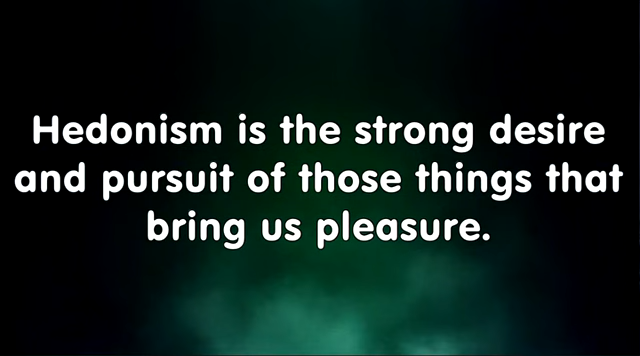 Hedonism is the strong desire
and pursuit of those things that
bring us pleasure.